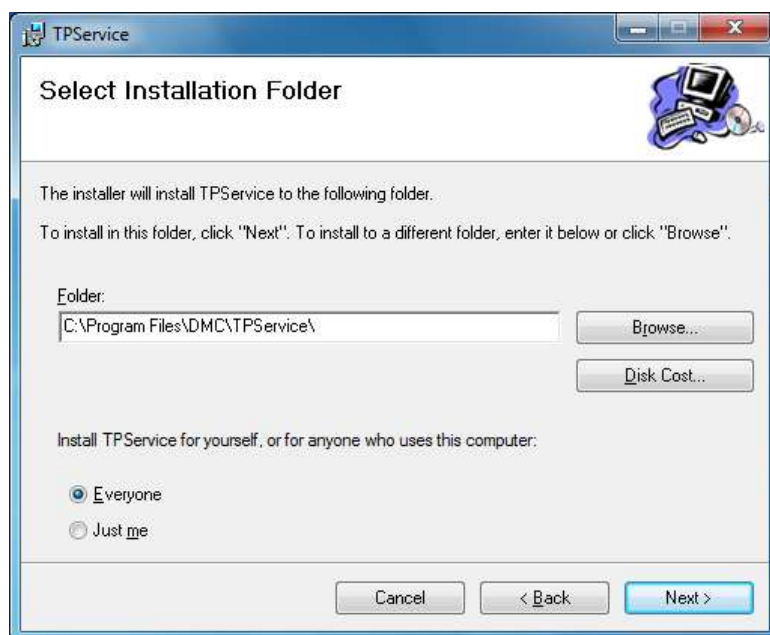 TPService
Select Installation Folder
The installer will install TPService to the following folder.
To install in this folder, click "Next". To install to a different folder, enter it below or click "Browse".
Folder:
C:\Program Files\DMC\TPService\
Browse...
Disk Cost...
Install TPService for yourself, or for anyone who uses this computer:
Everyone
Just me
Cancel
< Back
Next >